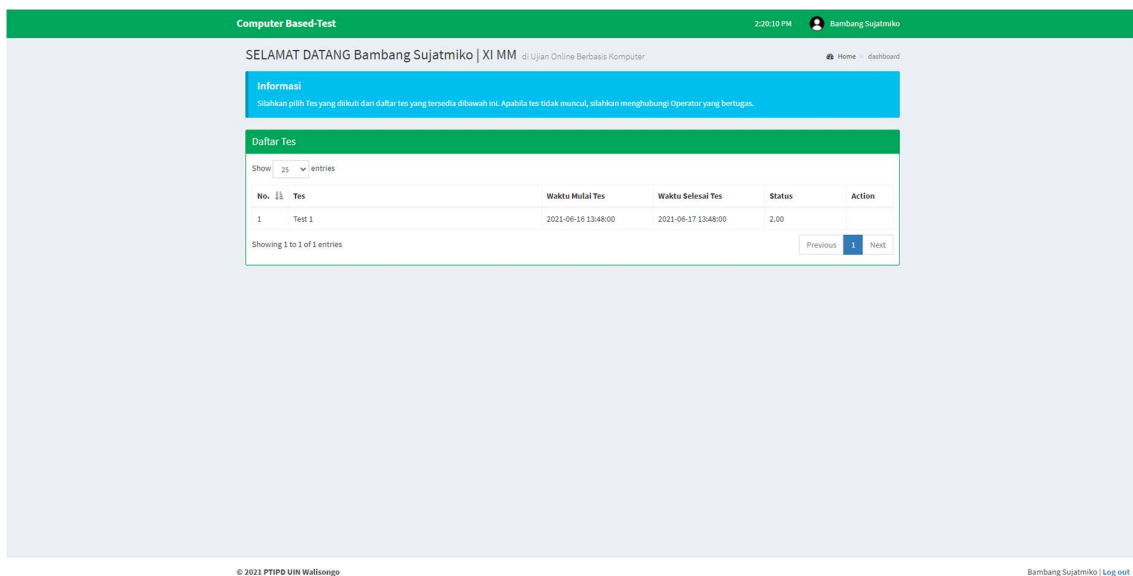 Computer Based-Test 2:20:10 PM Bambang Sujatmiko
SELAMAT DATANG Bambang Sujatmiko | XI MM di Ujian Online Berbasis Komputer Home > dashboard
Informasi
Silahkan pilih Tes yang diikuti dari daftar tes yang tersedia dibawah ini. Apabila tes tidak muncul, silahkan menghubungi Operator yang bertugas.
Daftar Tes
Show 25 entries
No. Tes Waktu Mulai Tes Waktu Selesai Tes Status Action
1 Test 1 2021-06-16 13:48:00 2021-06-17 13:48:00 2.00
Showing 1 to 1 of 1 entries Previous 1 Next
© 2021 PTIPD UIN Walisongo Bambang Sujatmiko | Log out